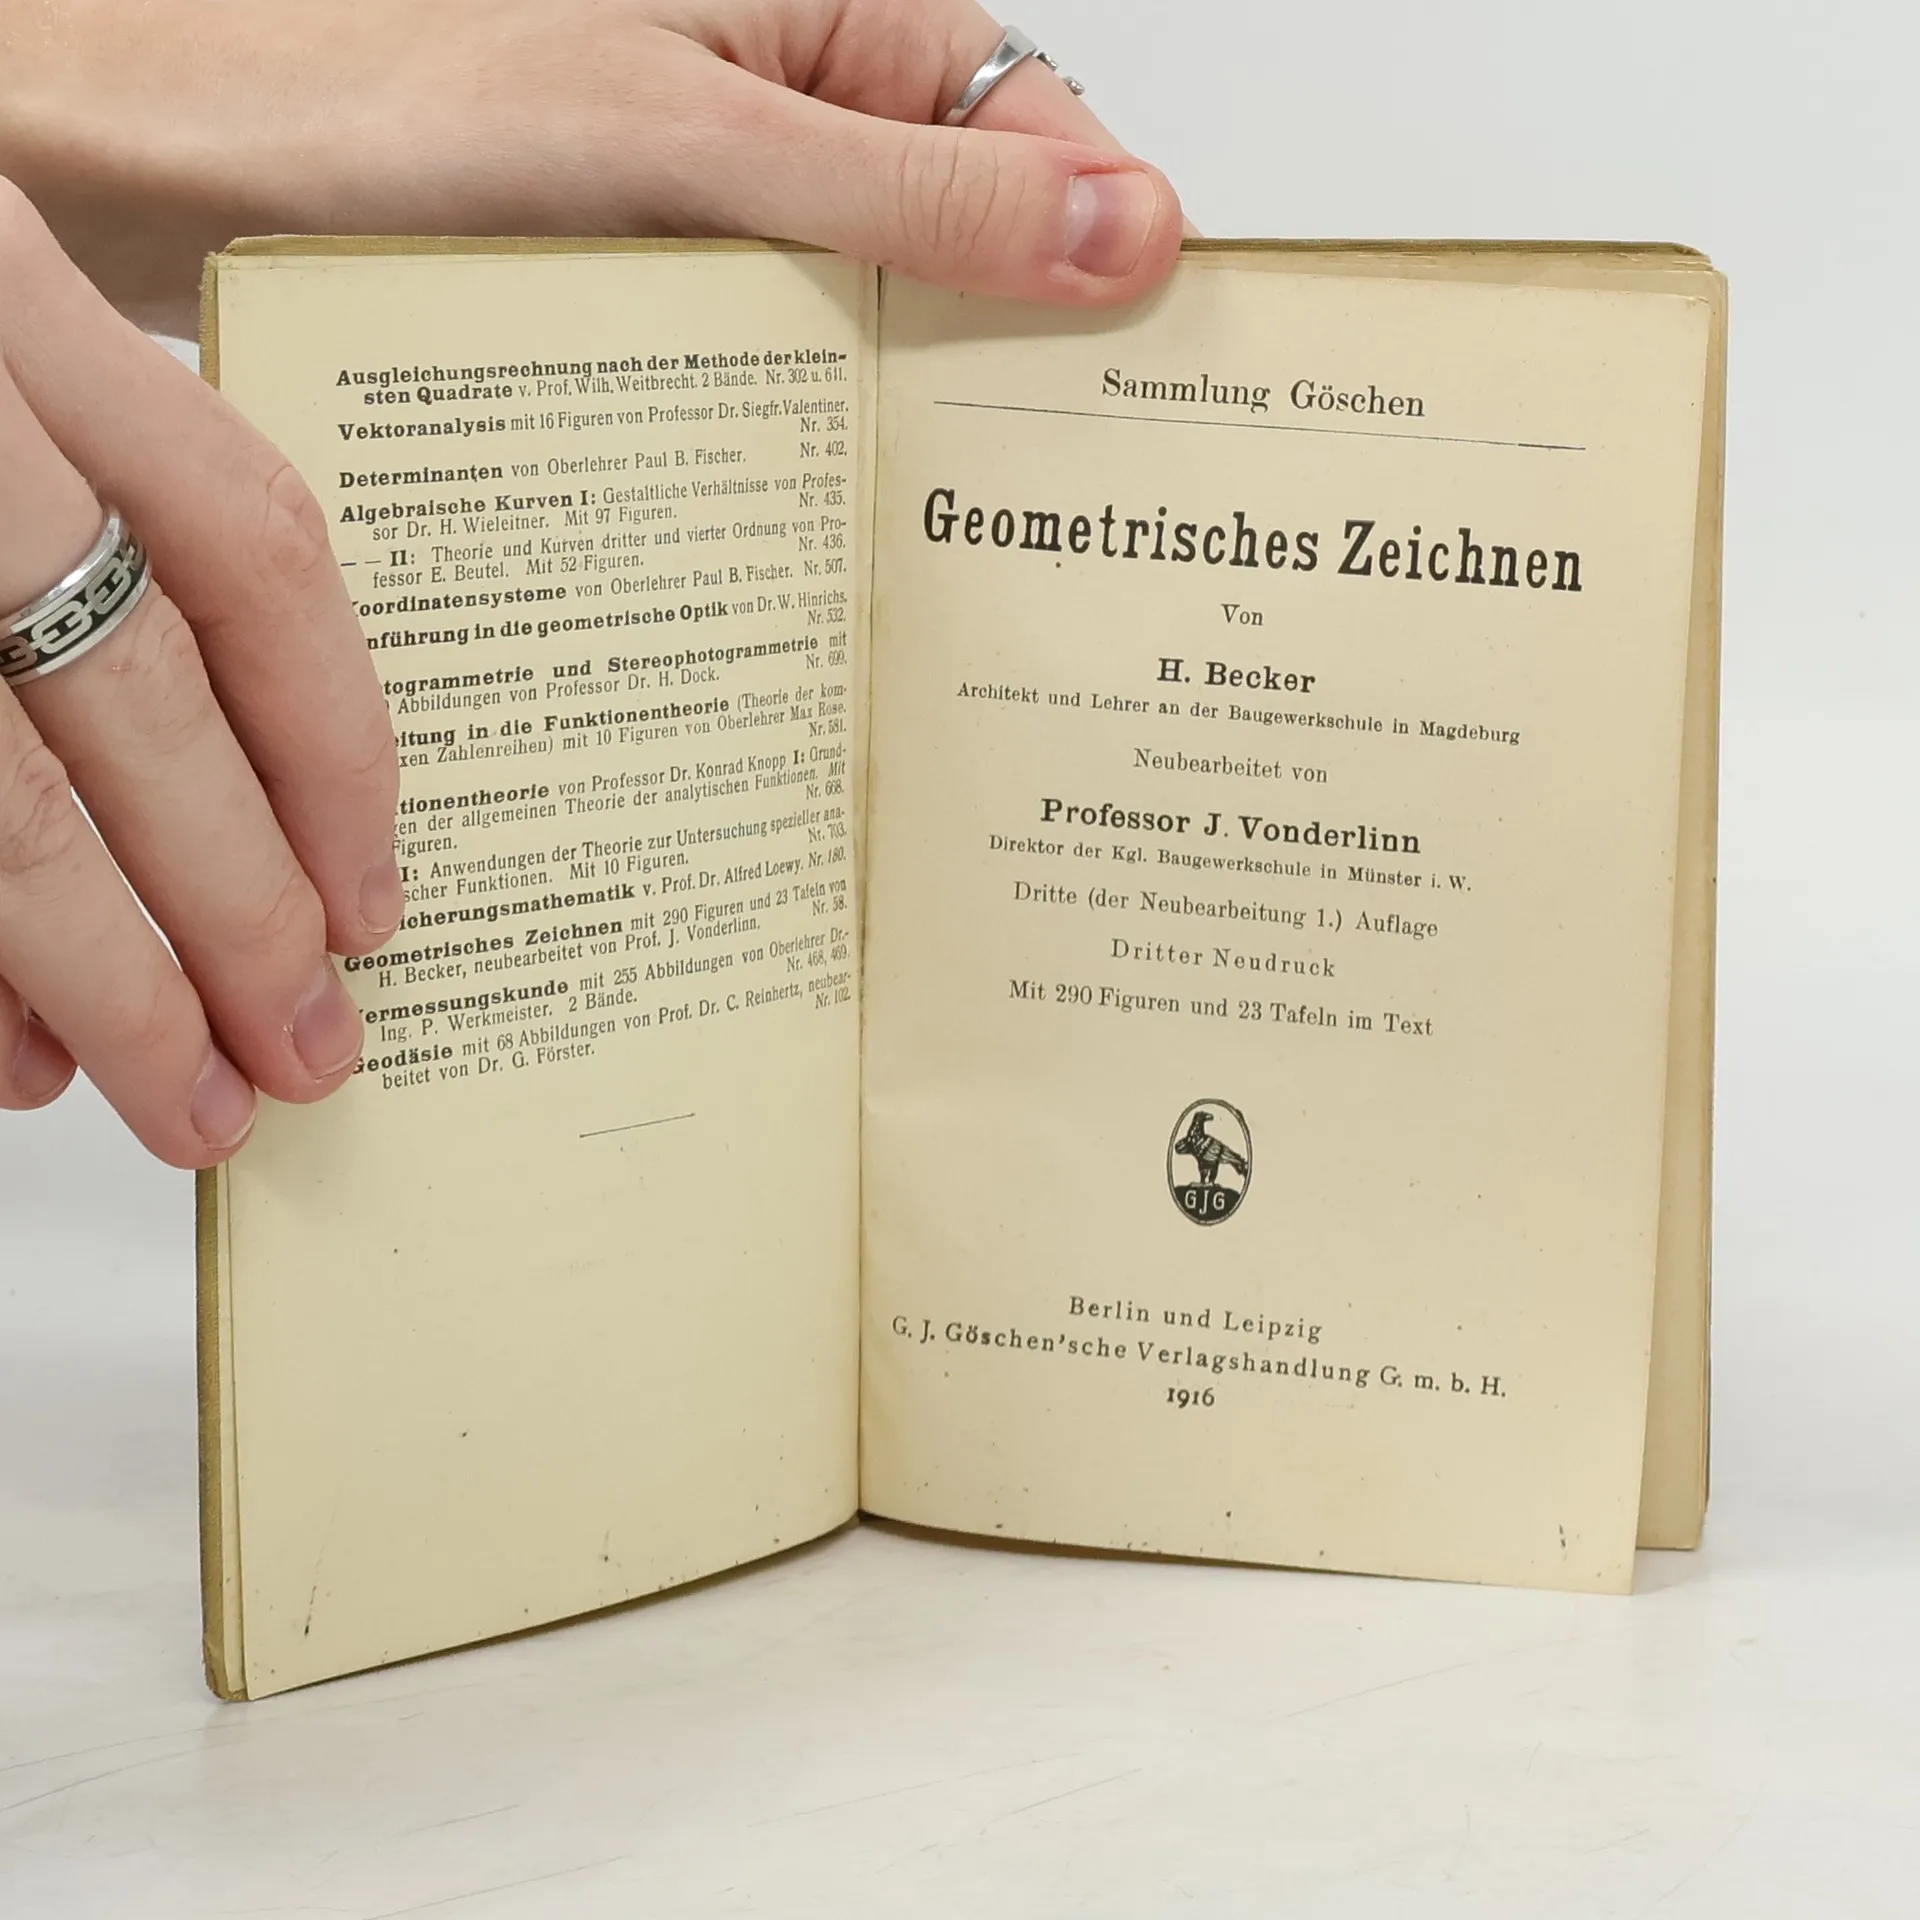 Ausgleichungsrechnung nach der Methode der klein-
sten Quadrate v. Prof. Wilh. Weitbrecht. 2 Bände. Nr. 302 u. 641.
Vektoranalysis mit 16 Figuren von Professor Dr. Siegfr. Valentiner.
Nr. 354.
Determinanten von Oberlehrer Paul B. Fischer. Nr. 402.
Algebraische Kurven I: Gestaltliche Verhältnisse von Profes-
sor Dr. H. Wieleitner. Mit 97 Figuren. Nr. 435.
— — II: Theorie und Kurven dritter und vierter Ordnung von Pro-
fessor E. Beutel. Mit 52 Figuren. Nr. 436.
oordinatensysteme von Oberlehrer Paul B. Fischer. Nr. 507.
nführung in die geometrische Optik von Dr. W. Hinrichs.
Nr. 532.
togrammetrie und Stereophotogrammetrie mit
Abbildungen von Professor Dr. H. Dock. Nr. 699.
eitung in die Funktionentheorie (Theorie der kom-
xen Zahlenreihen) mit 10 Figuren von Oberlehrer Max Rose.
Nr. 581.
tionentheorie von Professor Dr. Konrad Knopp I: Grund-
gen der allgemeinen Theorie der analytischen Funktionen. Mit
Figuren. Nr. 668.
I: Anwendungen der Theorie zur Untersuchung spezieller ana-
scher Funktionen. Mit 10 Figuren. Nr. 703.
icherungsmathematik v. Prof. Dr. Alfred Loewy. Nr. 180.
Geometrisches Zeichnen mit 290 Figuren und 23 Tafeln von
H. Becker, neubearbeitet von Prof. J. Vonderlinn. Nr. 58.
ermessungskunde mit 255 Abbildungen von Oberlehrer Dr.-
Ing. P. Werkmeister. 2 Bände. Nr. 468, 469.
Geodäsie mit 68 Abbildungen von Prof. Dr. C. Reinhertz, neubear-
beitet von Dr. G. Förster. Nr. 102.
Sammlung Göschen
Geometrisches Zeichnen
Von
H. Becker
Architekt und Lehrer an der Baugewerkschule in Magdeburg
Neubearbeitet von
Professor J. Vonderlinn
Direktor der Kgl. Baugewerkschule in Münster i. W.
Dritte (der Neubearbeitung 1.) Auflage
Dritter Neudruck
Mit 290 Figuren und 23 Tafeln im Text
GJG
Berlin und Leipzig
G. J. Göschen'sche Verlagshandlung G. m. b. H.
1916